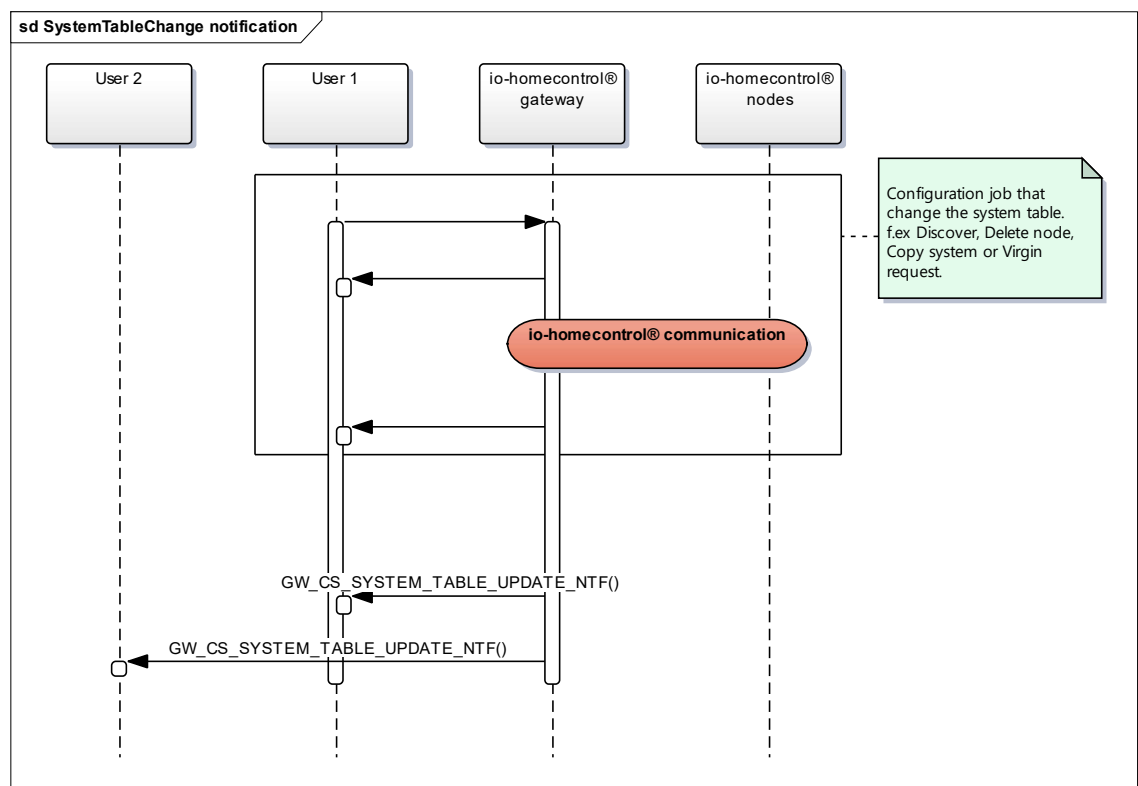 sd SystemTableChange notification
User 2
User 1
io-homecontrol®
gateway
io-homecontrol®
nodes
Configuration job that
change the system table.
f.ex Discover, Delete node,
Copy system or Virgin
request.
io-homecontrol® communication
GW_CS_SYSTEM_TABLE_UPDATE_NTF()
GW_CS_SYSTEM_TABLE_UPDATE_NTF()